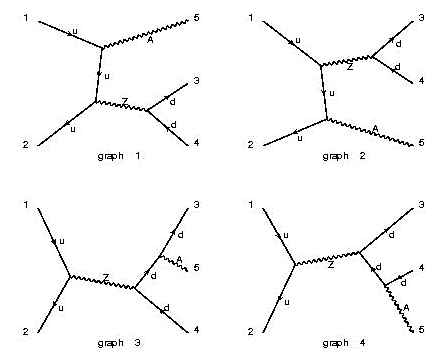 1 u A 5
u 3
Z d
2 u d 4
graph 1
1 u d 3
Z d 4
u
2 u A 5
graph 2
1 3
u d
Z A 5
d
u d
2 4
graph 3
1 3
u d
Z d d 4
u A
2 5
graph 4